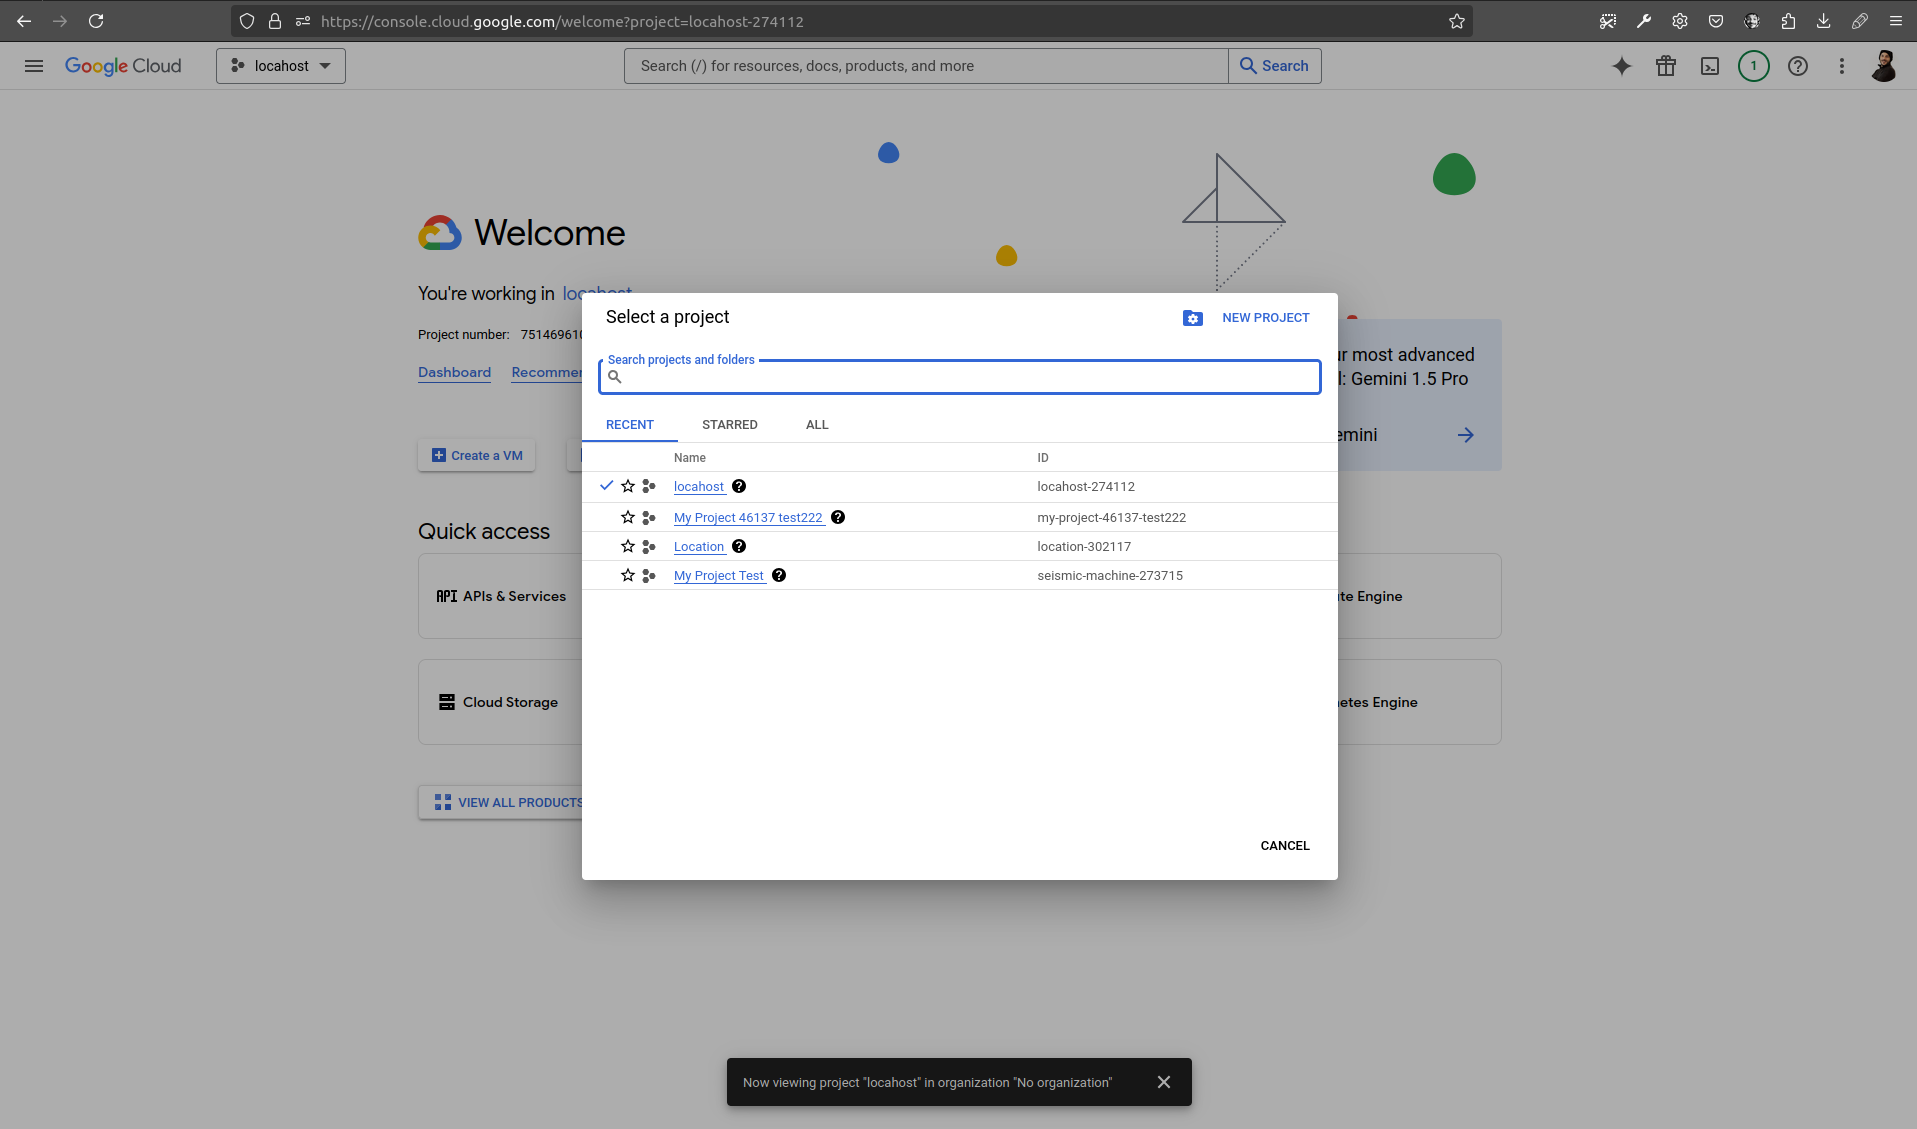 https://console.cloud.google.com/welcome?project=locahost-274112
Google Cloud
locahost
Search (/) for resources, docs, products, and more
Search
1
Welcome
You're working in locahost
Project number: 75146961
Dashboard
Recommen
ur most advanced
l: Gemini 1.5 Pro
emini
Create a VM
Quick access
API APIs & Services
te Engine
Cloud Storage
etes Engine
VIEW ALL PRODUCTS
Select a project
NEW PROJECT
Search projects and folders
RECENT
STARRED
ALL
Name
ID
locahost
locahost-274112
My Project 46137 test222
my-project-46137-test222
Location
location-302117
My Project Test
seismic-machine-273715
CANCEL
Now viewing project "locahost" in organization "No organization"